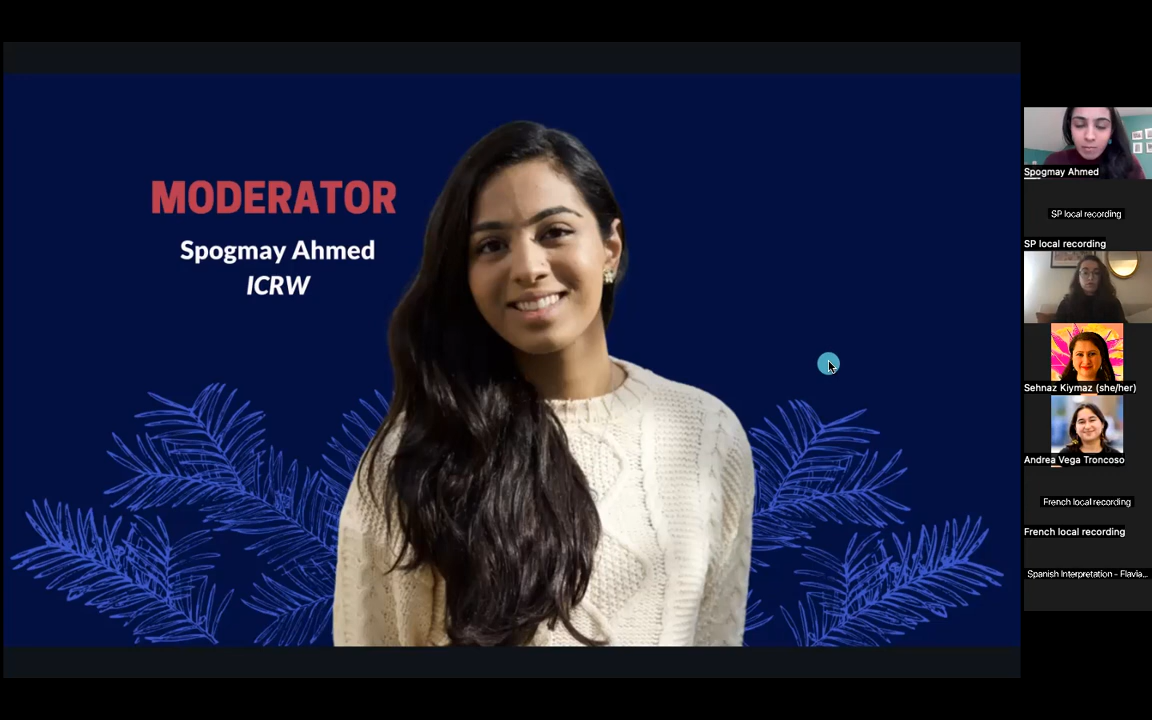 MODERATOR
Spogmay Ahmed
ICRW
Spogmay Ahmed
SP local recording
SP local recording
Sehnaz Kiymaz (she/her)
Andrea Vega Troncoso
French local recording
French local recording
Spanish Interpretation - Flavia...